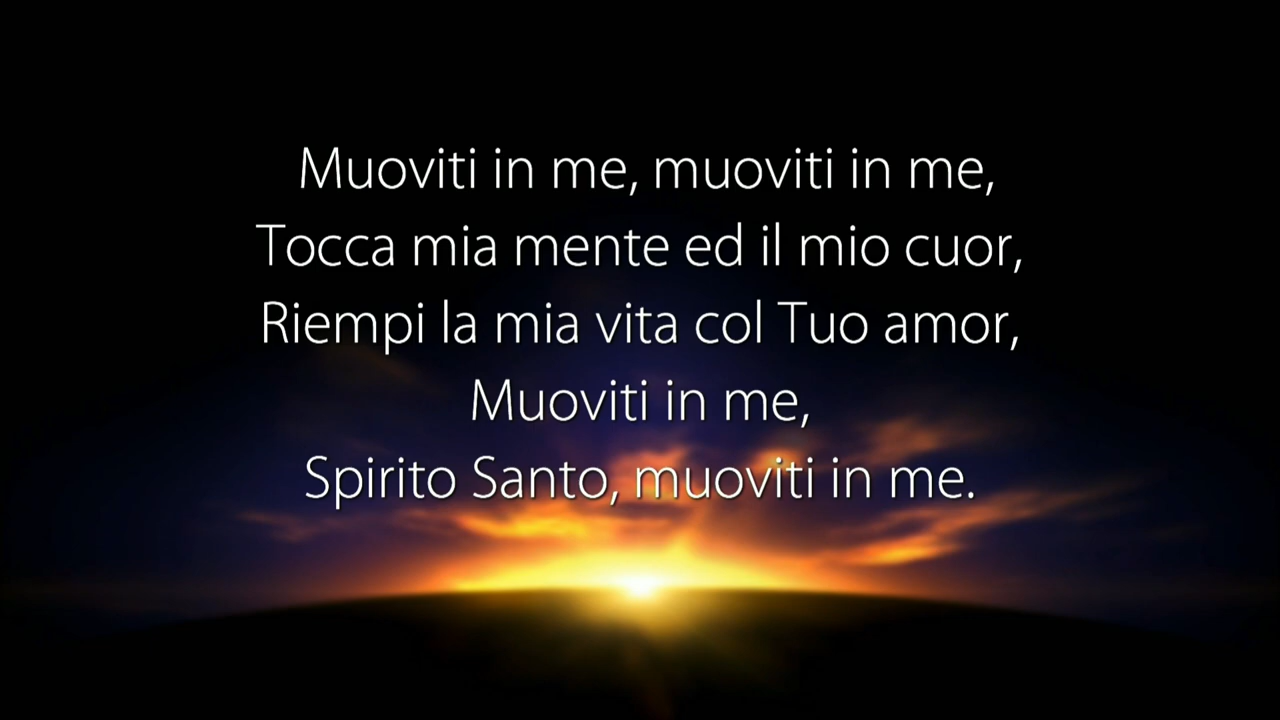 Muoviti in me, muoviti in me,
Tocca mia mente ed il mio cuor,
Riempi la mia vita col Tuo amor,
Muoviti in me,
Spirito Santo, muoviti in me.